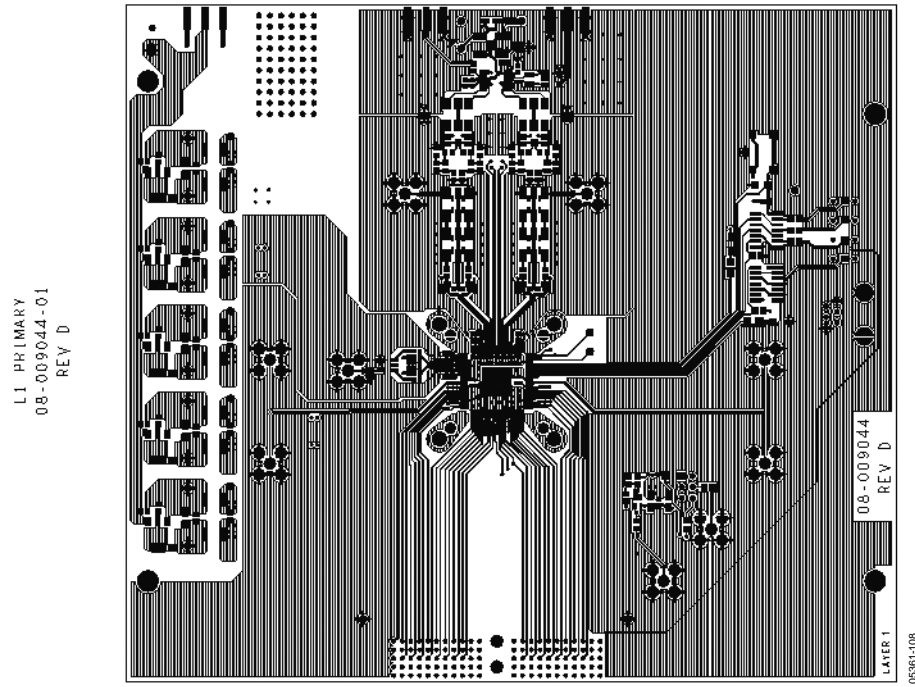 L1 PRIMARY
08-009044-01
REV D
08-009044
REV D
LAYER 1
05361-108